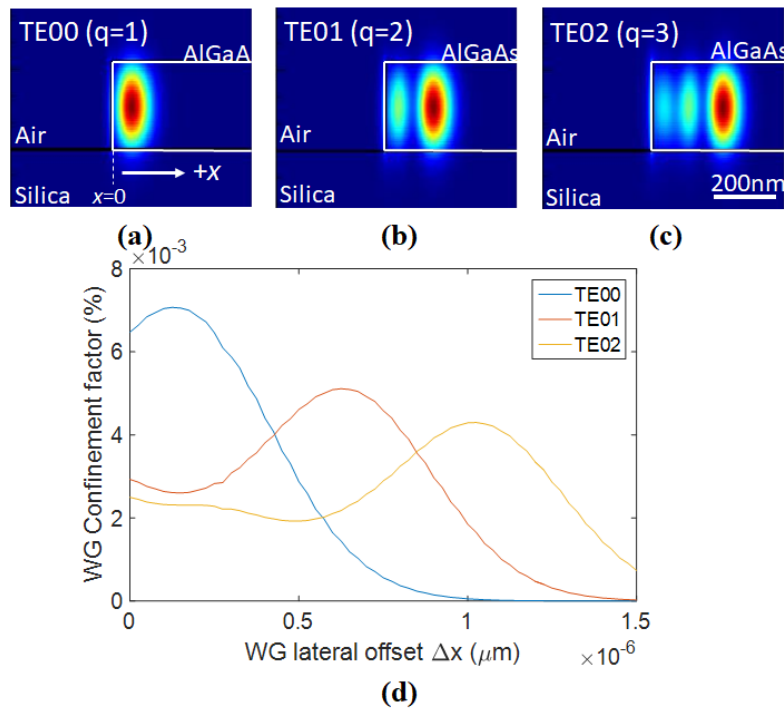 TE00 (q=1)
AlGaA
Air
Silica
x=0
+x
(a)
TE01 (q=2)
AlGaAs
Air
Silica
(b)
TE02 (q=3)
AlGaAs
Air
Silica
200nm
(c)
×10⁻³
8
6
4
2
0
WG Confinement factor (%)
TE00
TE01
TE02
0
0.5
1
1.5
WG lateral offset Δx (μm)
×10⁻⁶
(d)